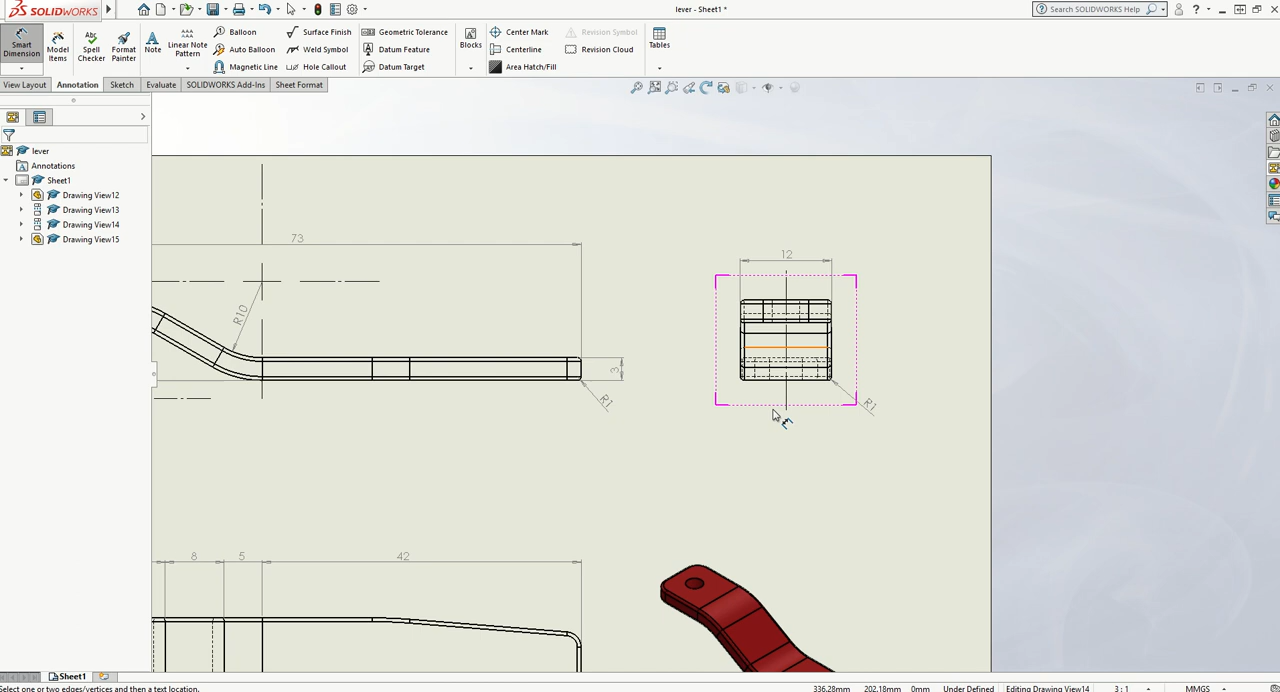 SOLIDWORKS
lever - Sheet1 *
Search SOLIDWORKS Help
Smart
Dimension
Model
Items
Spell
Checker
Format
Painter
Note
Linear Note
Pattern
Balloon
Auto Balloon
Magnetic Line
Surface Finish
Weld Symbol
Hole Callout
Geometric Tolerance
Datum Feature
Datum Target
Blocks
Center Mark
Centerline
Area Hatch/Fill
Revision Symbol
Revision Cloud
Tables
View Layout
Annotation
Sketch
Evaluate
SOLIDWORKS Add-Ins
Sheet Format
lever
Annotations
Sheet1
Drawing View12
Drawing View13
Drawing View14
Drawing View15
73
12
R10
3
R1
R1
8
5
42
Sheet1
Select one or two edges/vertices and then a text location.
336.28mm
202.18mm
0mm
Under Defined
Editing Drawing View14
3 : 1
MMGS